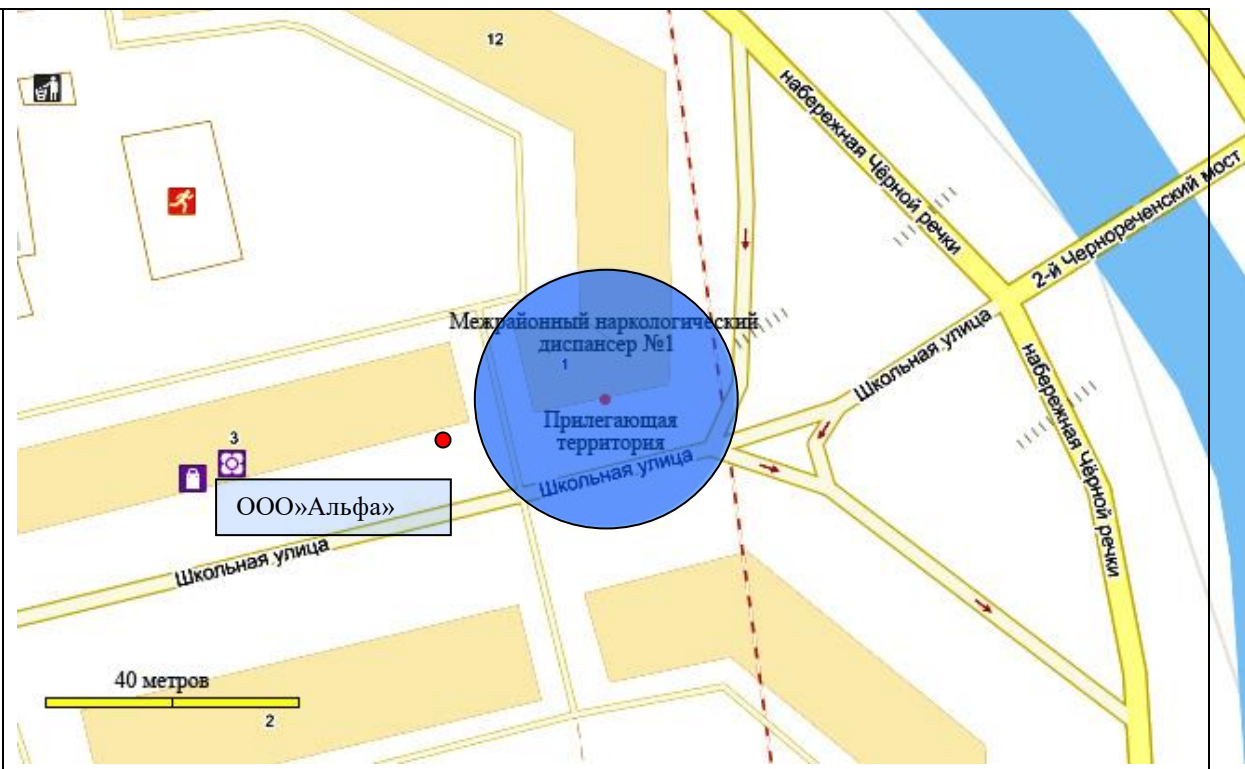 12
набережная Чёрной речки
2-й Чернореченский мост
Межрайонный наркологический
диспансер №1
1
Школьная улица
набережная Чёрной речки
Прилегающая
территория
3
Школьная улица
ООО»Альфа»
Школьная улица
40 метров
2